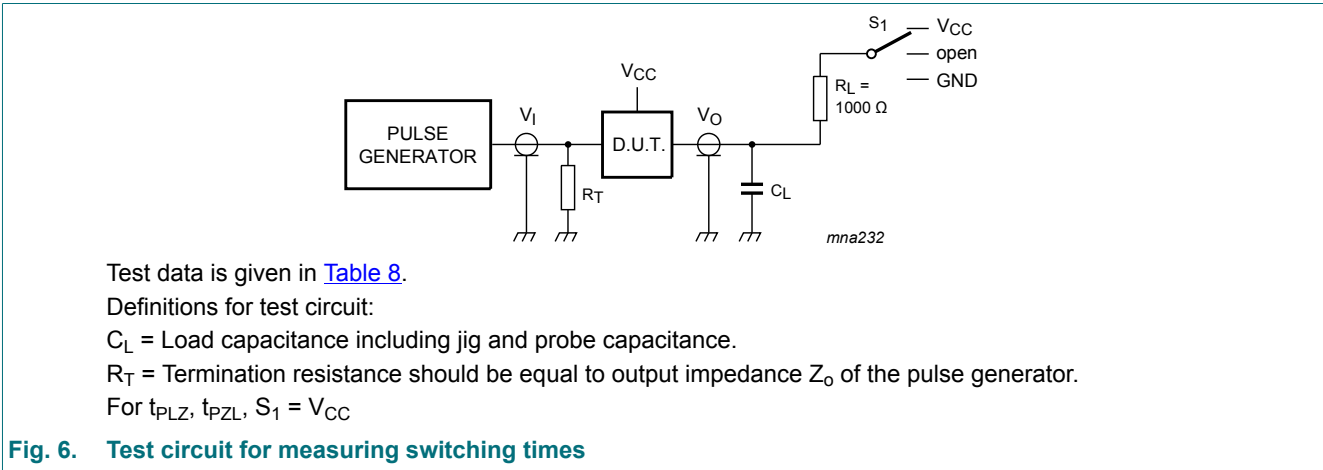 S1
VCC
open
GND
RL =
1000 Ω
VCC
PULSE
GENERATOR
VI
D.U.T.
VO
RT
CL
mna232
Test data is given in Table 8.
Definitions for test circuit:
CL = Load capacitance including jig and probe capacitance.
RT = Termination resistance should be equal to output impedance Zo of the pulse generator.
For tPLZ, tPZL, S1 = VCC
Fig. 6. Test circuit for measuring switching times